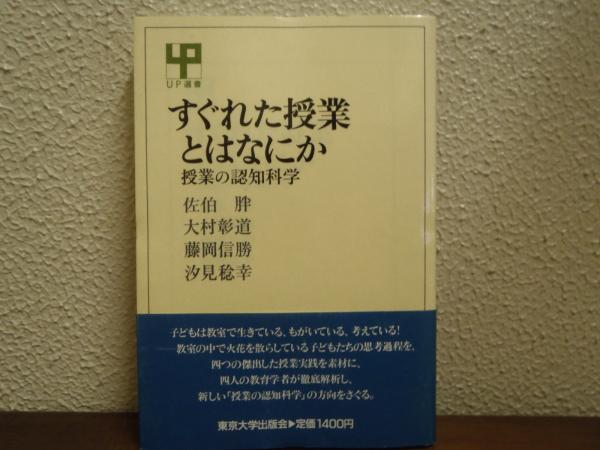 UP選書
すぐれた授業
とはなにか
授業の認知科学
佐伯 胖
大村彰道
藤岡信勝
汐見稔幸
子どもは教室で生きている、もがいている、考えている!
教室の中で火花を散らしている子どもたちの思考過程を、
四つの傑出した授業実践を素材に、
四人の教育学者が徹底解析し、
新しい「授業の認知科学」の方向をさぐる。
東京大学出版会▶定価1400円